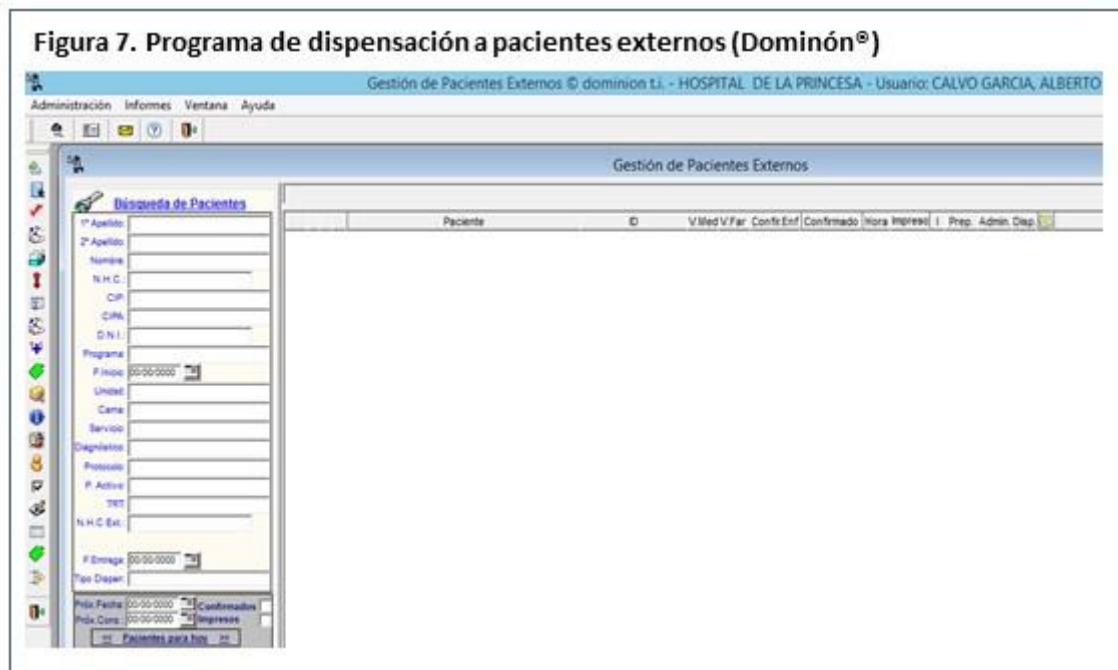 Figura 7. Programa de dispensación a pacientes externos (Dominón®)
Gestión de Pacientes Externos © dominion t.i. - HOSPITAL DE LA PRINCESA - Usuario: CALVO GARCIA, ALBERTO
Administración Informes Ventana Ayuda
Gestión de Pacientes Externos
Búsqueda de Pacientes
Paciente ID V.Med V.Far Confir.Enf Confirmado Hora Impreso I Prep. Admin. Disp.
1º Apellido:
2º Apellido:
Nombre:
N.H.C.:
CIP:
CIPA:
D.N.I.:
Programa:
F.Inicio: 00/00/0000
Unidad:
Cama:
Servicio:
Diagnóstico:
Protocolo:
P. Activo:
TRT:
N.H.C Ext.:
F.Entrega: 00/00/0000
Tipo Dispen:
Próx.Fecha: 00/00/0000 Confirmados
Próx.Cons.: 00/00/0000 Impresos
<< Pacientes para hoy >>